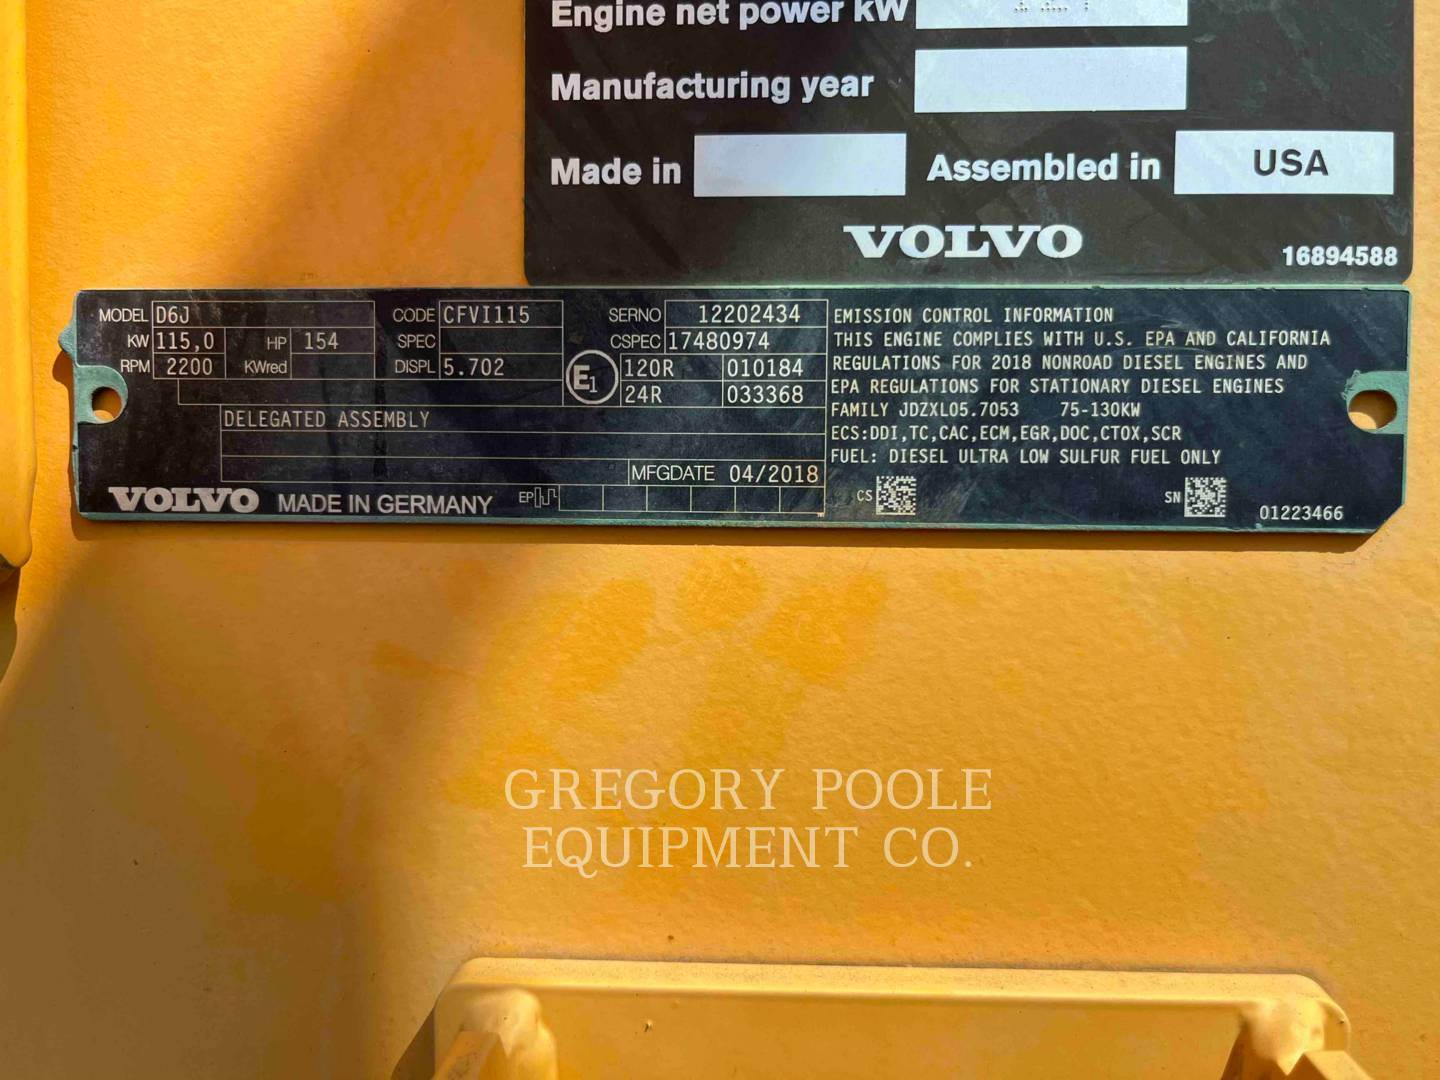 Engine net power kW
Manufacturing year
Made in
Assembled in USA
VOLVO
16894588
MODEL D6J CODE CFVI115 SERNO 12202434
KW 115,0 HP 154 SPEC CSPEC 17480974
RPM 2200 KWred DISPL 5.702 E1 120R 010184
24R 033368
DELEGATED ASSEMBLY
MFGDATE 04/2018
VOLVO MADE IN GERMANY EP
EMISSION CONTROL INFORMATION
THIS ENGINE COMPLIES WITH U.S. EPA AND CALIFORNIA
REGULATIONS FOR 2018 NONROAD DIESEL ENGINES AND
EPA REGULATIONS FOR STATIONARY DIESEL ENGINES
FAMILY JDZXL05.7053 75-130KW
ECS:DDI,TC,CAC,ECM,EGR,DOC,CTOX,SCR
FUEL: DIESEL ULTRA LOW SULFUR FUEL ONLY
CS SN 01223466
GREGORY POOLE
EQUIPMENT CO.